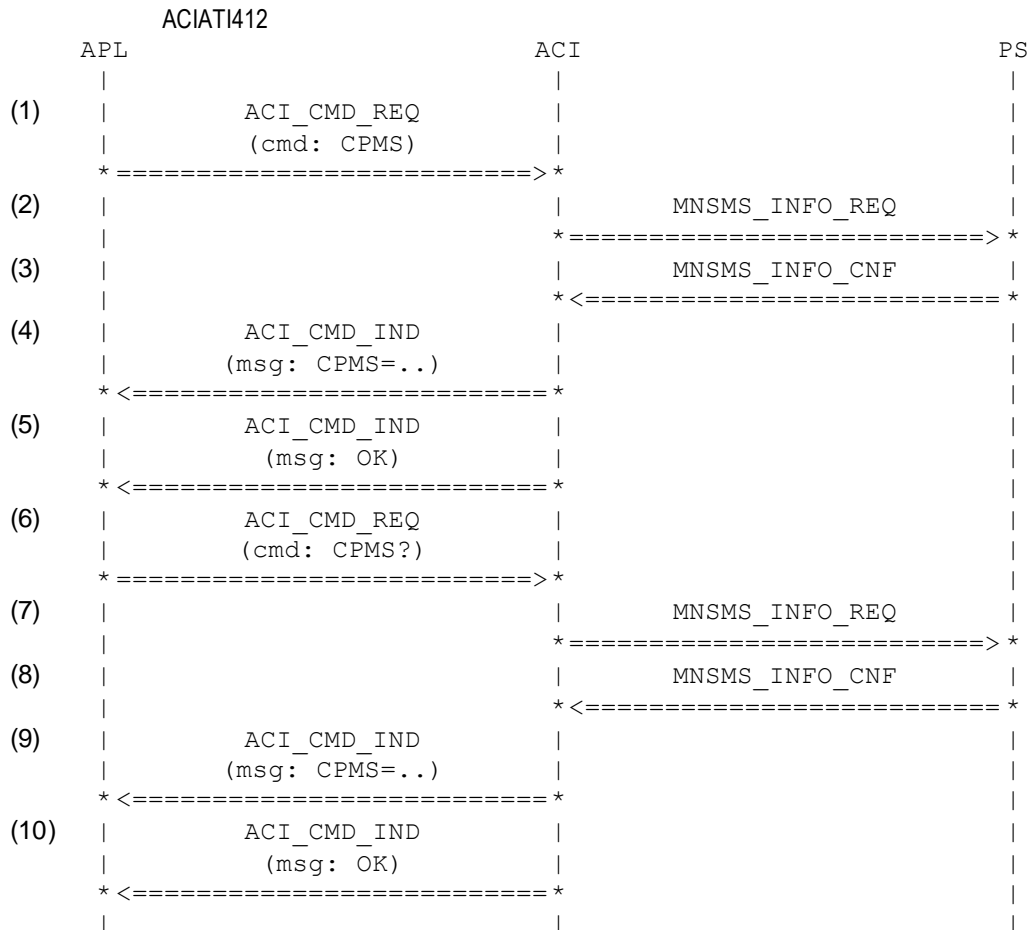 ACIATI412
APL ACI PS
| | |
(1) | ACI_CMD_REQ | |
| (cmd: CPMS) | |
* ==========================> * |
(2) | | MNSMS_INFO_REQ |
| * ==========================> *
(3) | | MNSMS_INFO_CNF |
| * <========================== *
(4) | ACI_CMD_IND | |
| (msg: CPMS=..) | |
* <========================== * |
(5) | ACI_CMD_IND | |
| (msg: OK) | |
* <========================== * |
(6) | ACI_CMD_REQ | |
| (cmd: CPMS?) | |
* ==========================> * |
(7) | | MNSMS_INFO_REQ |
| * ==========================> *
(8) | | MNSMS_INFO_CNF |
| * <========================== *
(9) | ACI_CMD_IND | |
| (msg: CPMS=..) | |
* <========================== * |
(10) | ACI_CMD_IND | |
| (msg: OK) | |
* <========================== * |
| | |